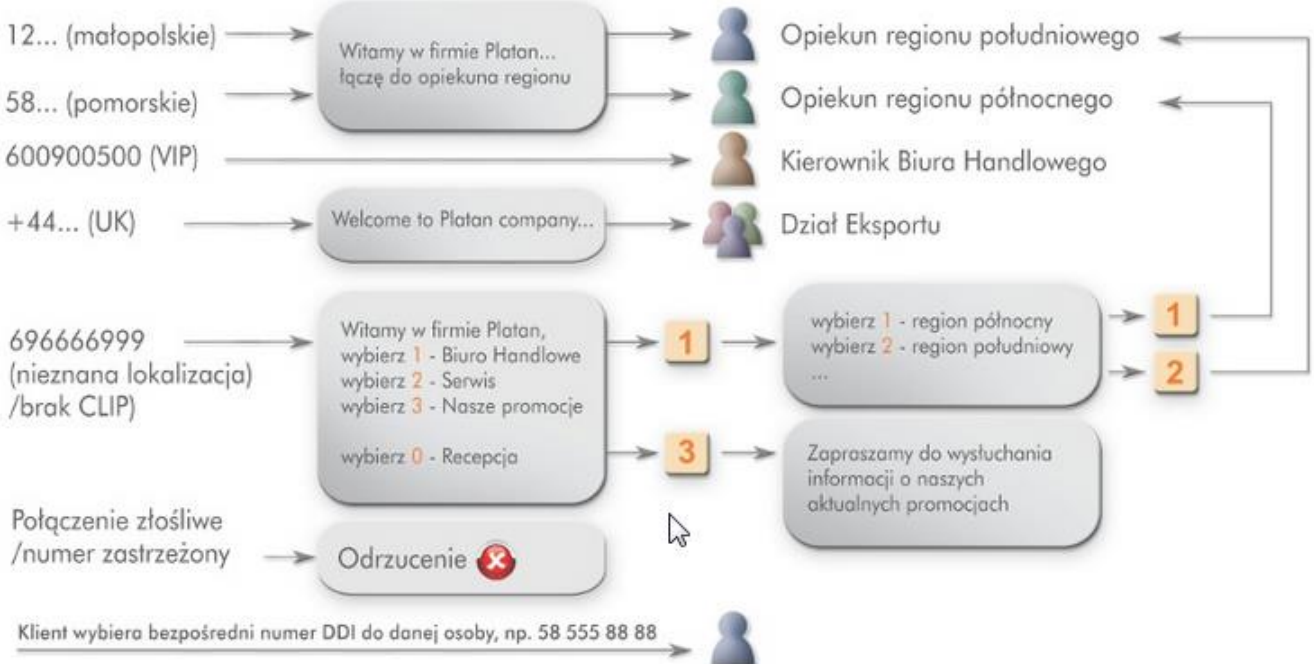 12... (małopolskie)
Witamy w firmie Platan...
łączę do opiekuna regionu
Opiekun regionu południowego
58... (pomorskie)
Opiekun regionu północnego
600900500 (VIP)
Kierownik Biura Handlowego
+44... (UK)
Welcome to Platan company...
Dział Eksportu
696666999
(nieznana lokalizacja)
/brak CLIP)
Witamy w firmie Platan,
wybierz 1 - Biuro Handlowe
wybierz 2 - Serwis
wybierz 3 - Nasze promocje
wybierz 0 - Recepcja
1
wybierz 1 - region północny
wybierz 2 - region południowy
...
1
2
3
Zapraszamy do wysłuchania
informacji o naszych
aktualnych promocjach
Połączenie złośliwe
/numer zastrzeżony
Odrzucenie
Klient wybiera bezpośredni numer DDI do danej osoby, np. 58 555 88 88